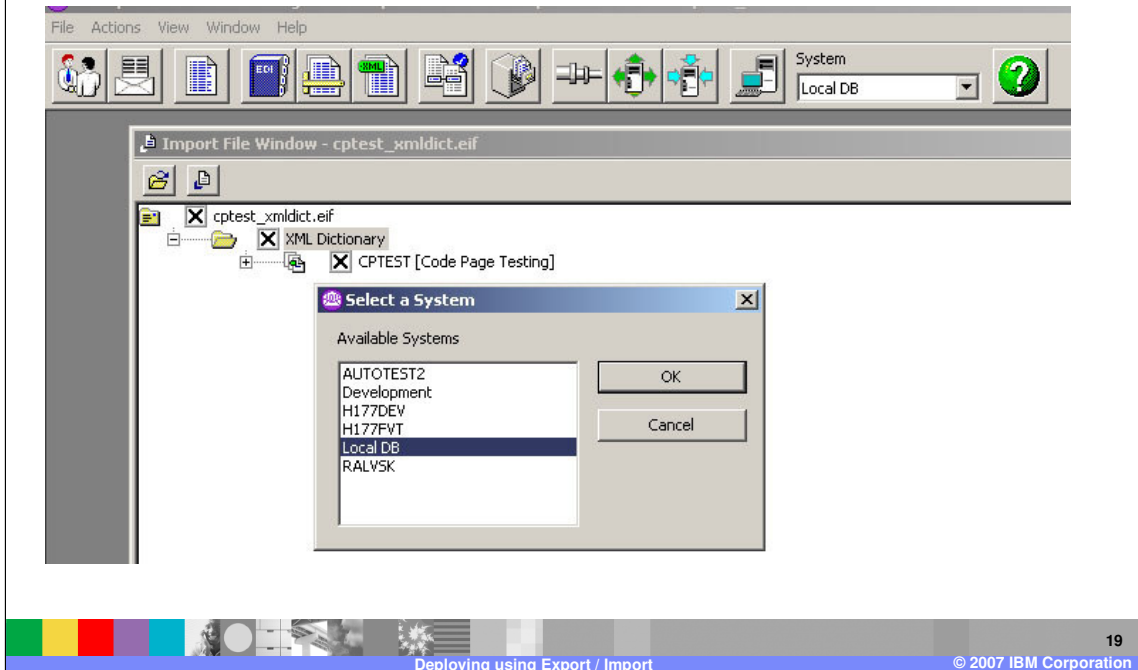 File Actions View Window Help
EDI
XML
System
Local DB
Import File Window - cptest_xmldict.eif
cptest_xmldict.eif
XML Dictionary
CPTEST [Code Page Testing]
Select a System
Available Systems
AUTOTEST2
Development
H177DEV
H177FVT
Local DB
RALVSK
OK
Cancel
19
Deploying using Export / Import
© 2007 IBM Corporation